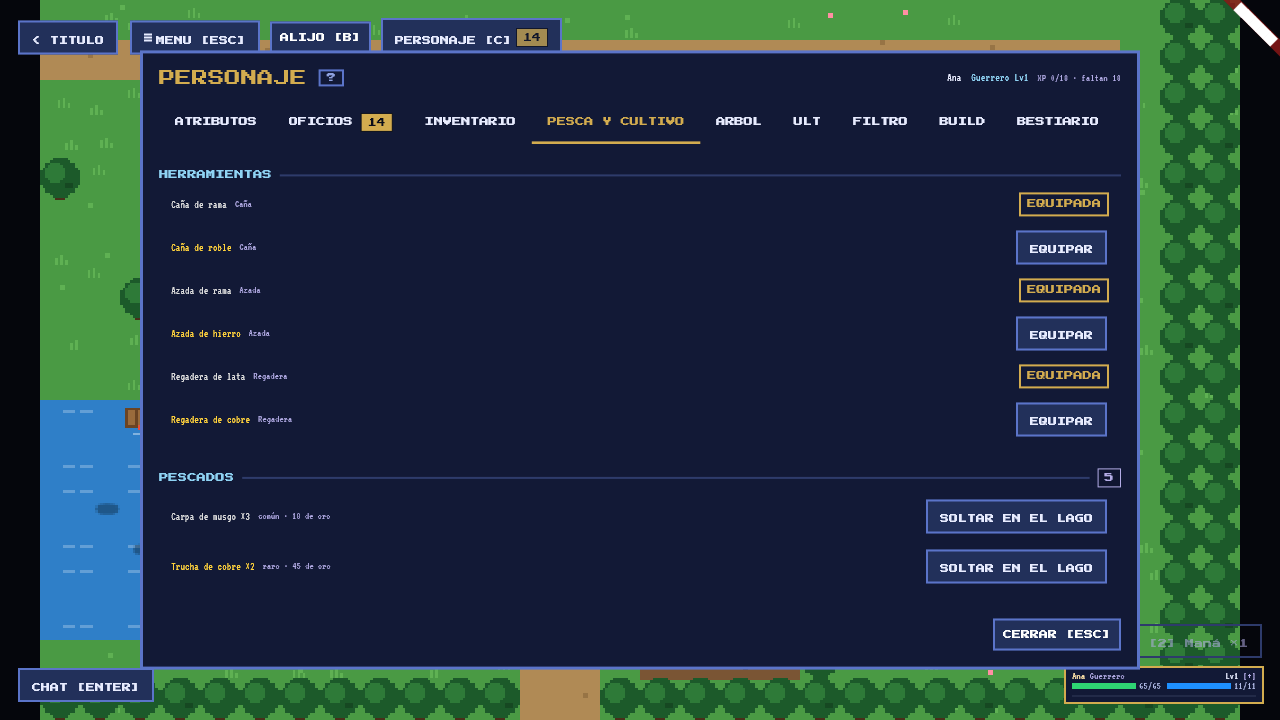 < TITULO
≡MENU [ESC]
ALIJO [B]
PERSONAJE [C] 14
PERSONAJE ?
Ana Guerrero Lv1 XP 0/10 · faltan 10
ATRIBUTOS
OFICIOS 14
INVENTARIO
PESCA Y CULTIVO
ARBOL
ULT
FILTRO
BUILD
BESTIARIO
HERRAMIENTAS
Caña de rama Caña
EQUIPADA
Caña de roble Caña
EQUIPAR
Azada de rama Azada
EQUIPADA
Azada de hierro Azada
EQUIPAR
Regadera de lata Regadera
EQUIPADA
Regadera de cobre Regadera
EQUIPAR
PESCADOS 5
Carpa de musgo X3 común · 10 de oro
SOLTAR EN EL LAGO
Trucha de cobre X2 raro · 45 de oro
SOLTAR EN EL LAGO
CERRAR [ESC]
[2] Maná x1
CHAT [ENTER]
Ana Guerrero Lv1 [+]
65/65 11/11